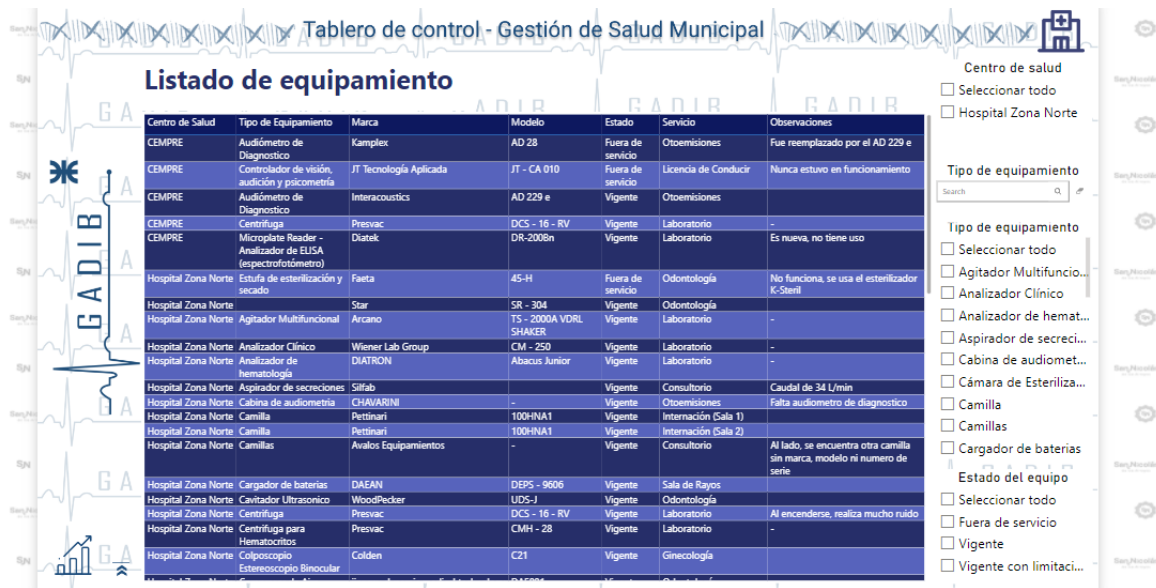 Tablero de control - Gestión de Salud Municipal
Listado de equipamiento
GADIB
Centro de Salud Tipo de Equipamiento Marca Modelo Estado Servicio Observaciones
CEMPRE Audiómetro de Diagnostico Kamplex AD 28 Fuera de servicio Otoemisiones Fue reemplazado por el AD 229 e
CEMPRE Controlador de visión, audición y psicometría JT Tecnología Aplicada JT - CA 010 Fuera de servicio Licencia de Conducir Nunca estuvo en funcionamiento
CEMPRE Audiómetro de Diagnostico Interacoustics AD 229 e Vigente Otoemisiones
CEMPRE Centrifuga Presvac DCS - 16 - RV Vigente Laboratorio -
CEMPRE Microplate Reader - Analizador de ELISA (espectrofotómetro) Diatek DR-200Bn Vigente Laboratorio Es nueva, no tiene uso
Hospital Zona Norte Estufa de esterilización y secado Faeta 45-H Fuera de servicio Odontología No funciona, se usa el esterilizador K-Steril
Hospital Zona Norte Star SR - 304 Vigente Odontología
Hospital Zona Norte Agitador Multifuncional Arcano TS - 2000A VDRL SHAKER Vigente Laboratorio -
Hospital Zona Norte Analizador Clínico Wiener Lab Group CM - 250 Vigente Laboratorio -
Hospital Zona Norte Analizador de hematología DIATRON Abacus Junior Vigente Laboratorio -
Hospital Zona Norte Aspirador de secreciones Silfab Vigente Consultorio Caudal de 34 L/min
Hospital Zona Norte Cabina de audiometria CHAVARINI - Vigente Otoemisiones Falta audiometro de diagnostico
Hospital Zona Norte Camilla Pettinari 100HNA1 Vigente Internación (Sala 1)
Hospital Zona Norte Camilla Pettinari 100HNA1 Vigente Internación (Sala 2)
Hospital Zona Norte Camillas Avalos Equipamientos - Vigente Consultorio Al lado, se encuentra otra camilla sin marca, modelo ni numero de serie
Hospital Zona Norte Cargador de baterias DAEAN DEPS - 9606 Vigente Sala de Rayos
Hospital Zona Norte Cavitador Ultrasonico WoodPecker UDS-J Vigente Odontología
Hospital Zona Norte Centrifuga Presvac DCS - 16 - RV Vigente Laboratorio Al encenderse, realiza mucho ruido
Hospital Zona Norte Centrifuga para Hematocritos Presvac CMH - 28 Vigente Laboratorio -
Hospital Zona Norte Colposcopio Estereoscopio Binocular Colden C21 Vigente Ginecología
Centro de salud
Seleccionar todo
Hospital Zona Norte
Tipo de equipamiento
Search
Tipo de equipamiento
Seleccionar todo
Agitador Multifuncio...
Analizador Clínico
Analizador de hemat...
Aspirador de secreci...
Cabina de audiomet...
Cámara de Esteriliza...
Camilla
Camillas
Cargador de baterias
Estado del equipo
Seleccionar todo
Fuera de servicio
Vigente
Vigente con limitaci...